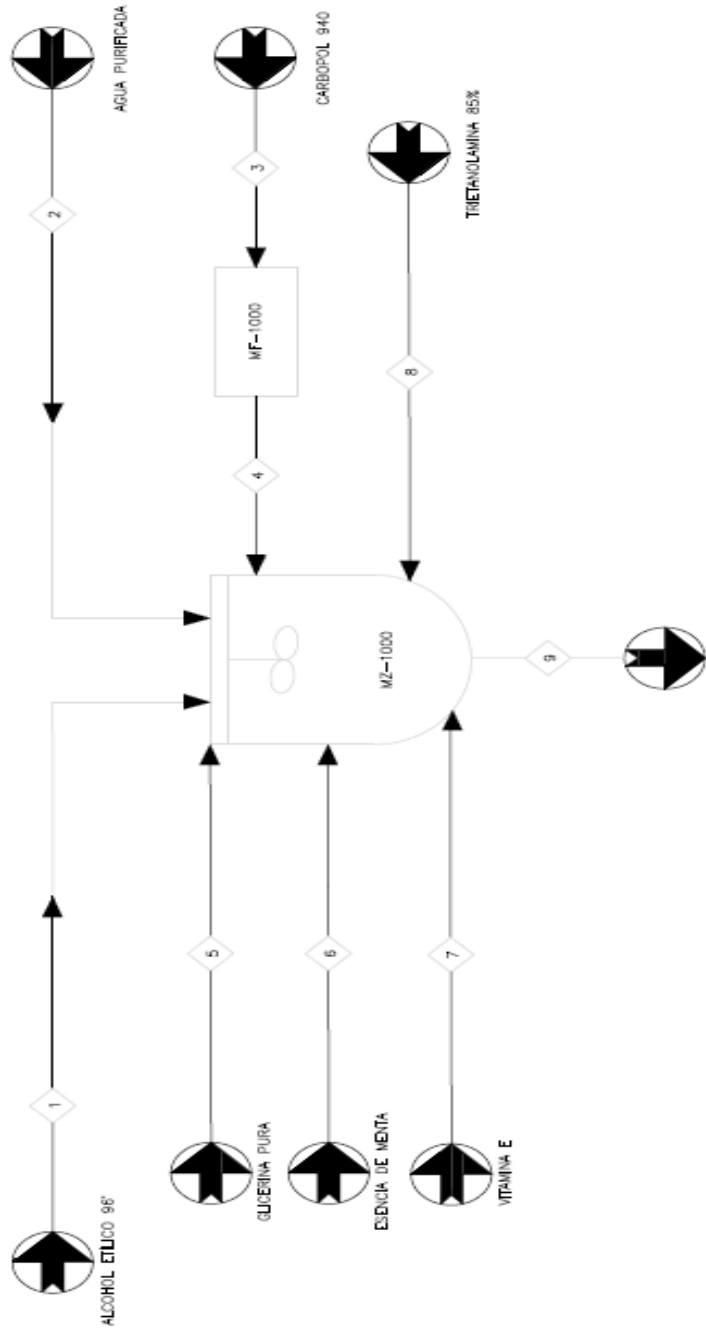 ALCOHOL ETILICO 96°
1
2
AGUA PURIFICADA
GLICERINA PURA
5
4
MF-1000
3
CARBOPOL 940
ESENCIA DE MENTA
6
MZ-1000
8
TRIETANOLAMINA 85%
VITAMINA E
7
9